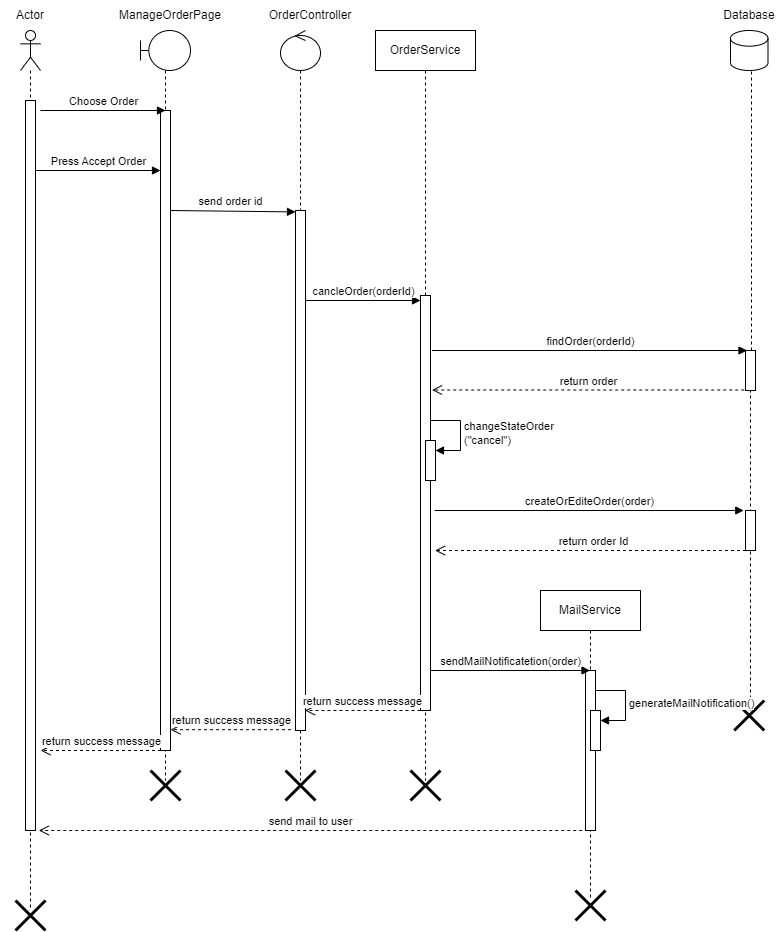 Actor
ManageOrderPage
OrderController
Database
OrderService
Choose Order
Press Accept Order
send order id
cancleOrder(orderId)
findOrder(orderId)
return order
changeStateOrder
("cancel")
createOrEditeOrder(order)
return order Id
MailService
sendMailNotificatetion(order)
generateMailNotification()
return success message
return success message
return success message
send mail to user